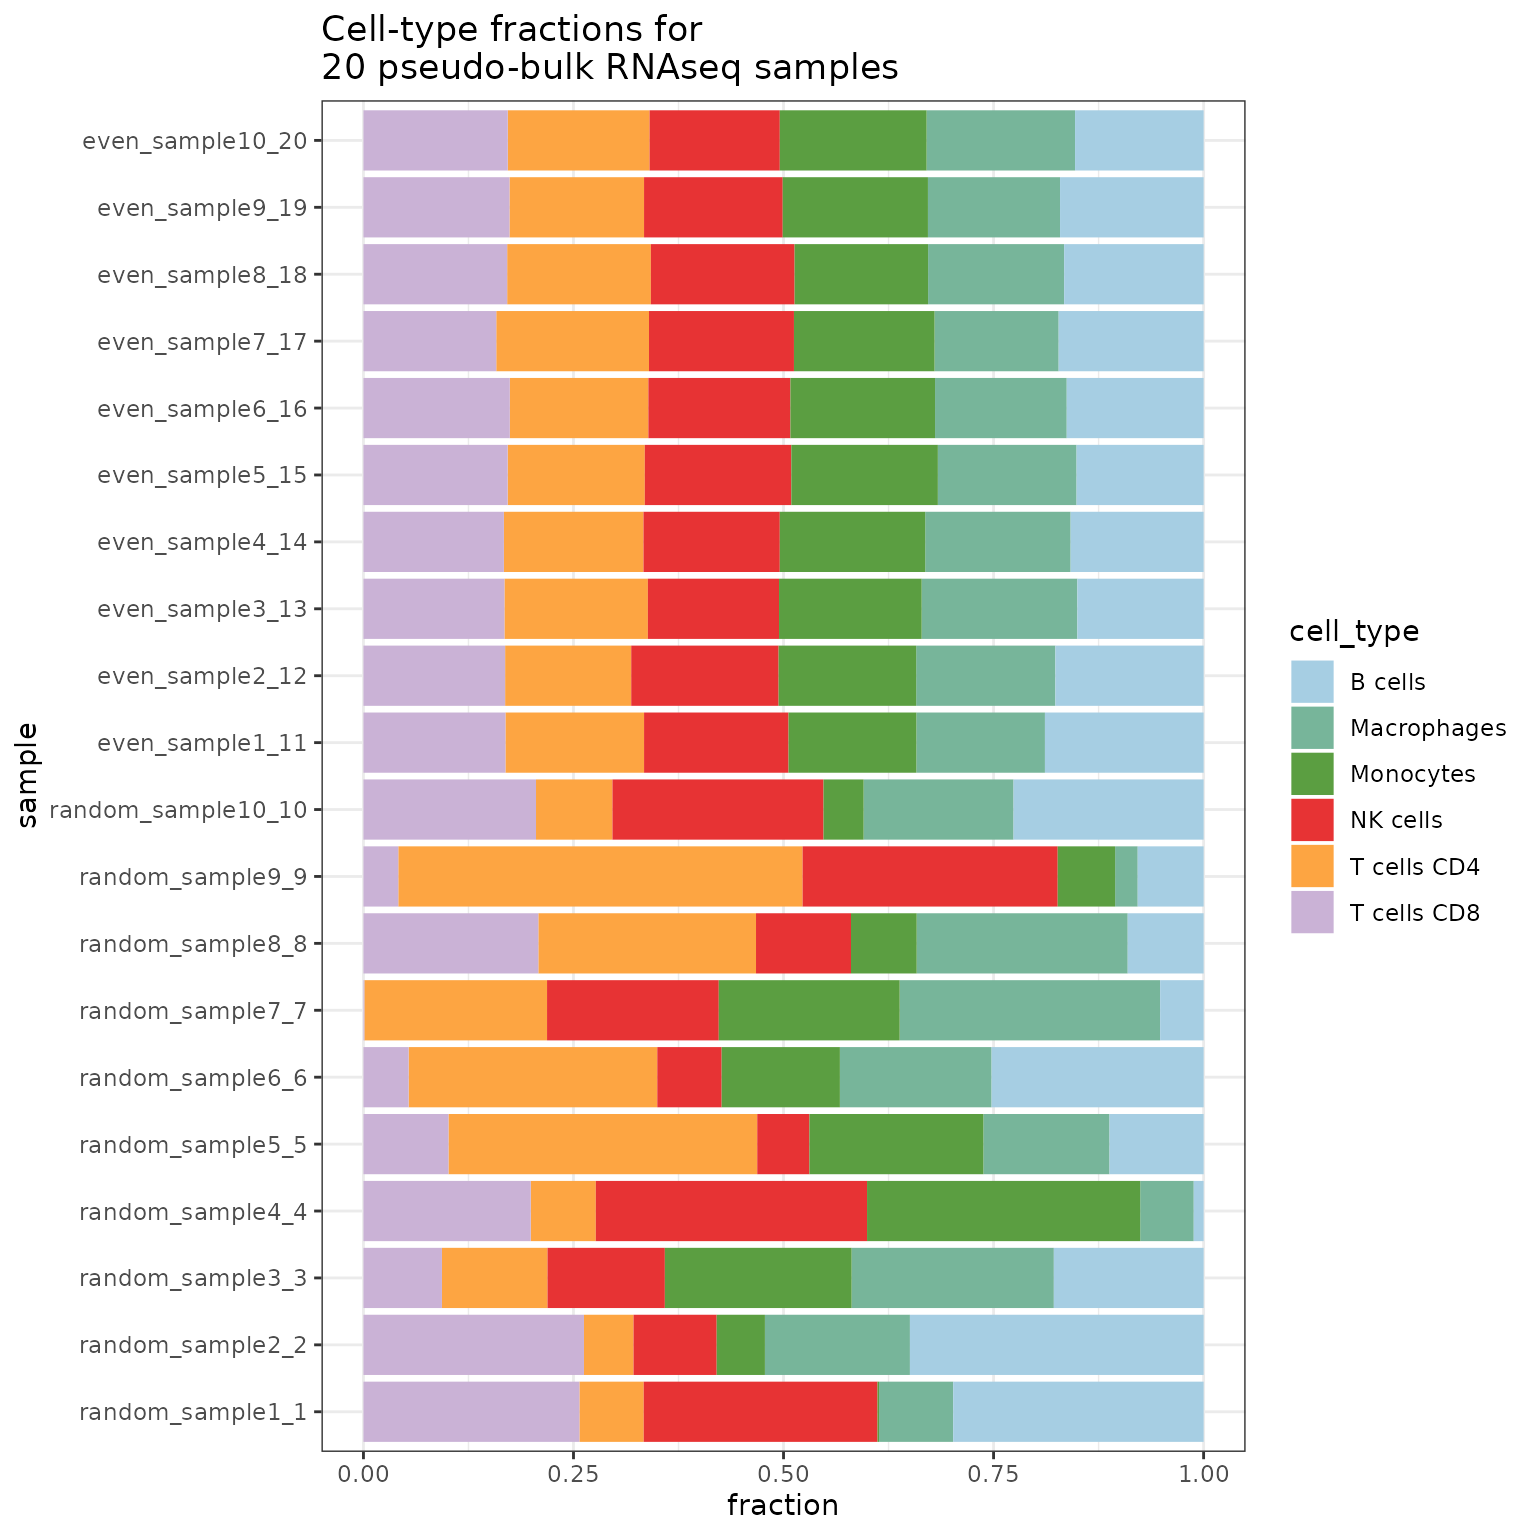 Cell-type fractions for
20 pseudo-bulk RNAseq samples
even_sample10_20
even_sample9_19
even_sample8_18
even_sample7_17
even_sample6_16
even_sample5_15
even_sample4_14
even_sample3_13
even_sample2_12
even_sample1_11
random_sample10_10
random_sample9_9
random_sample8_8
random_sample7_7
random_sample6_6
random_sample5_5
random_sample4_4
random_sample3_3
random_sample2_2
random_sample1_1
sample
0.00 0.25 0.50 0.75 1.00
fraction
cell_type
B cells
Macrophages
Monocytes
NK cells
T cells CD4
T cells CD8